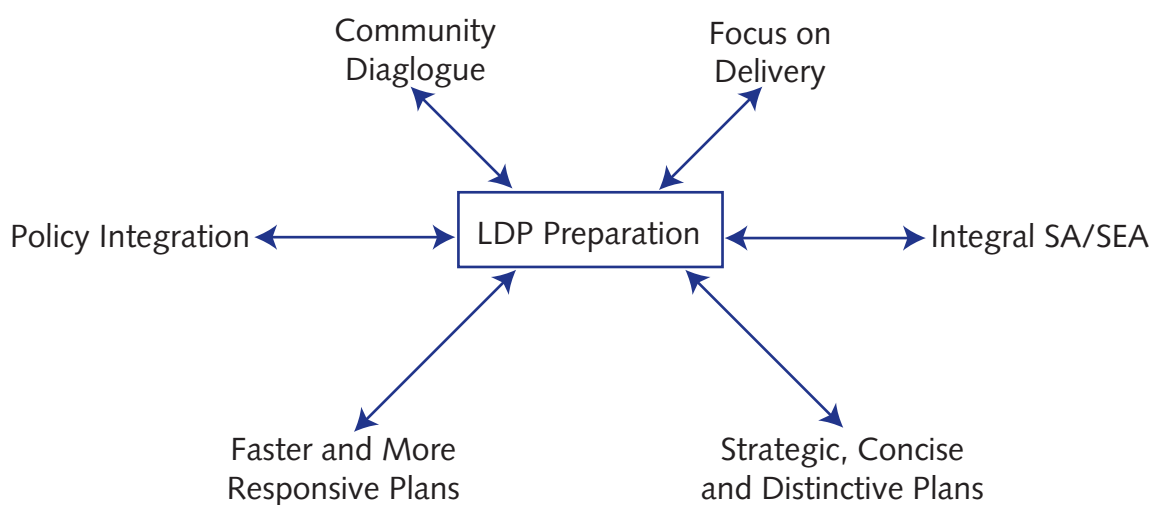 Community
Diaglogue
Focus on
Delivery
Policy Integration
LDP Preparation
Integral SA/SEA
Faster and More
Responsive Plans
Strategic, Concise
and Distinctive Plans